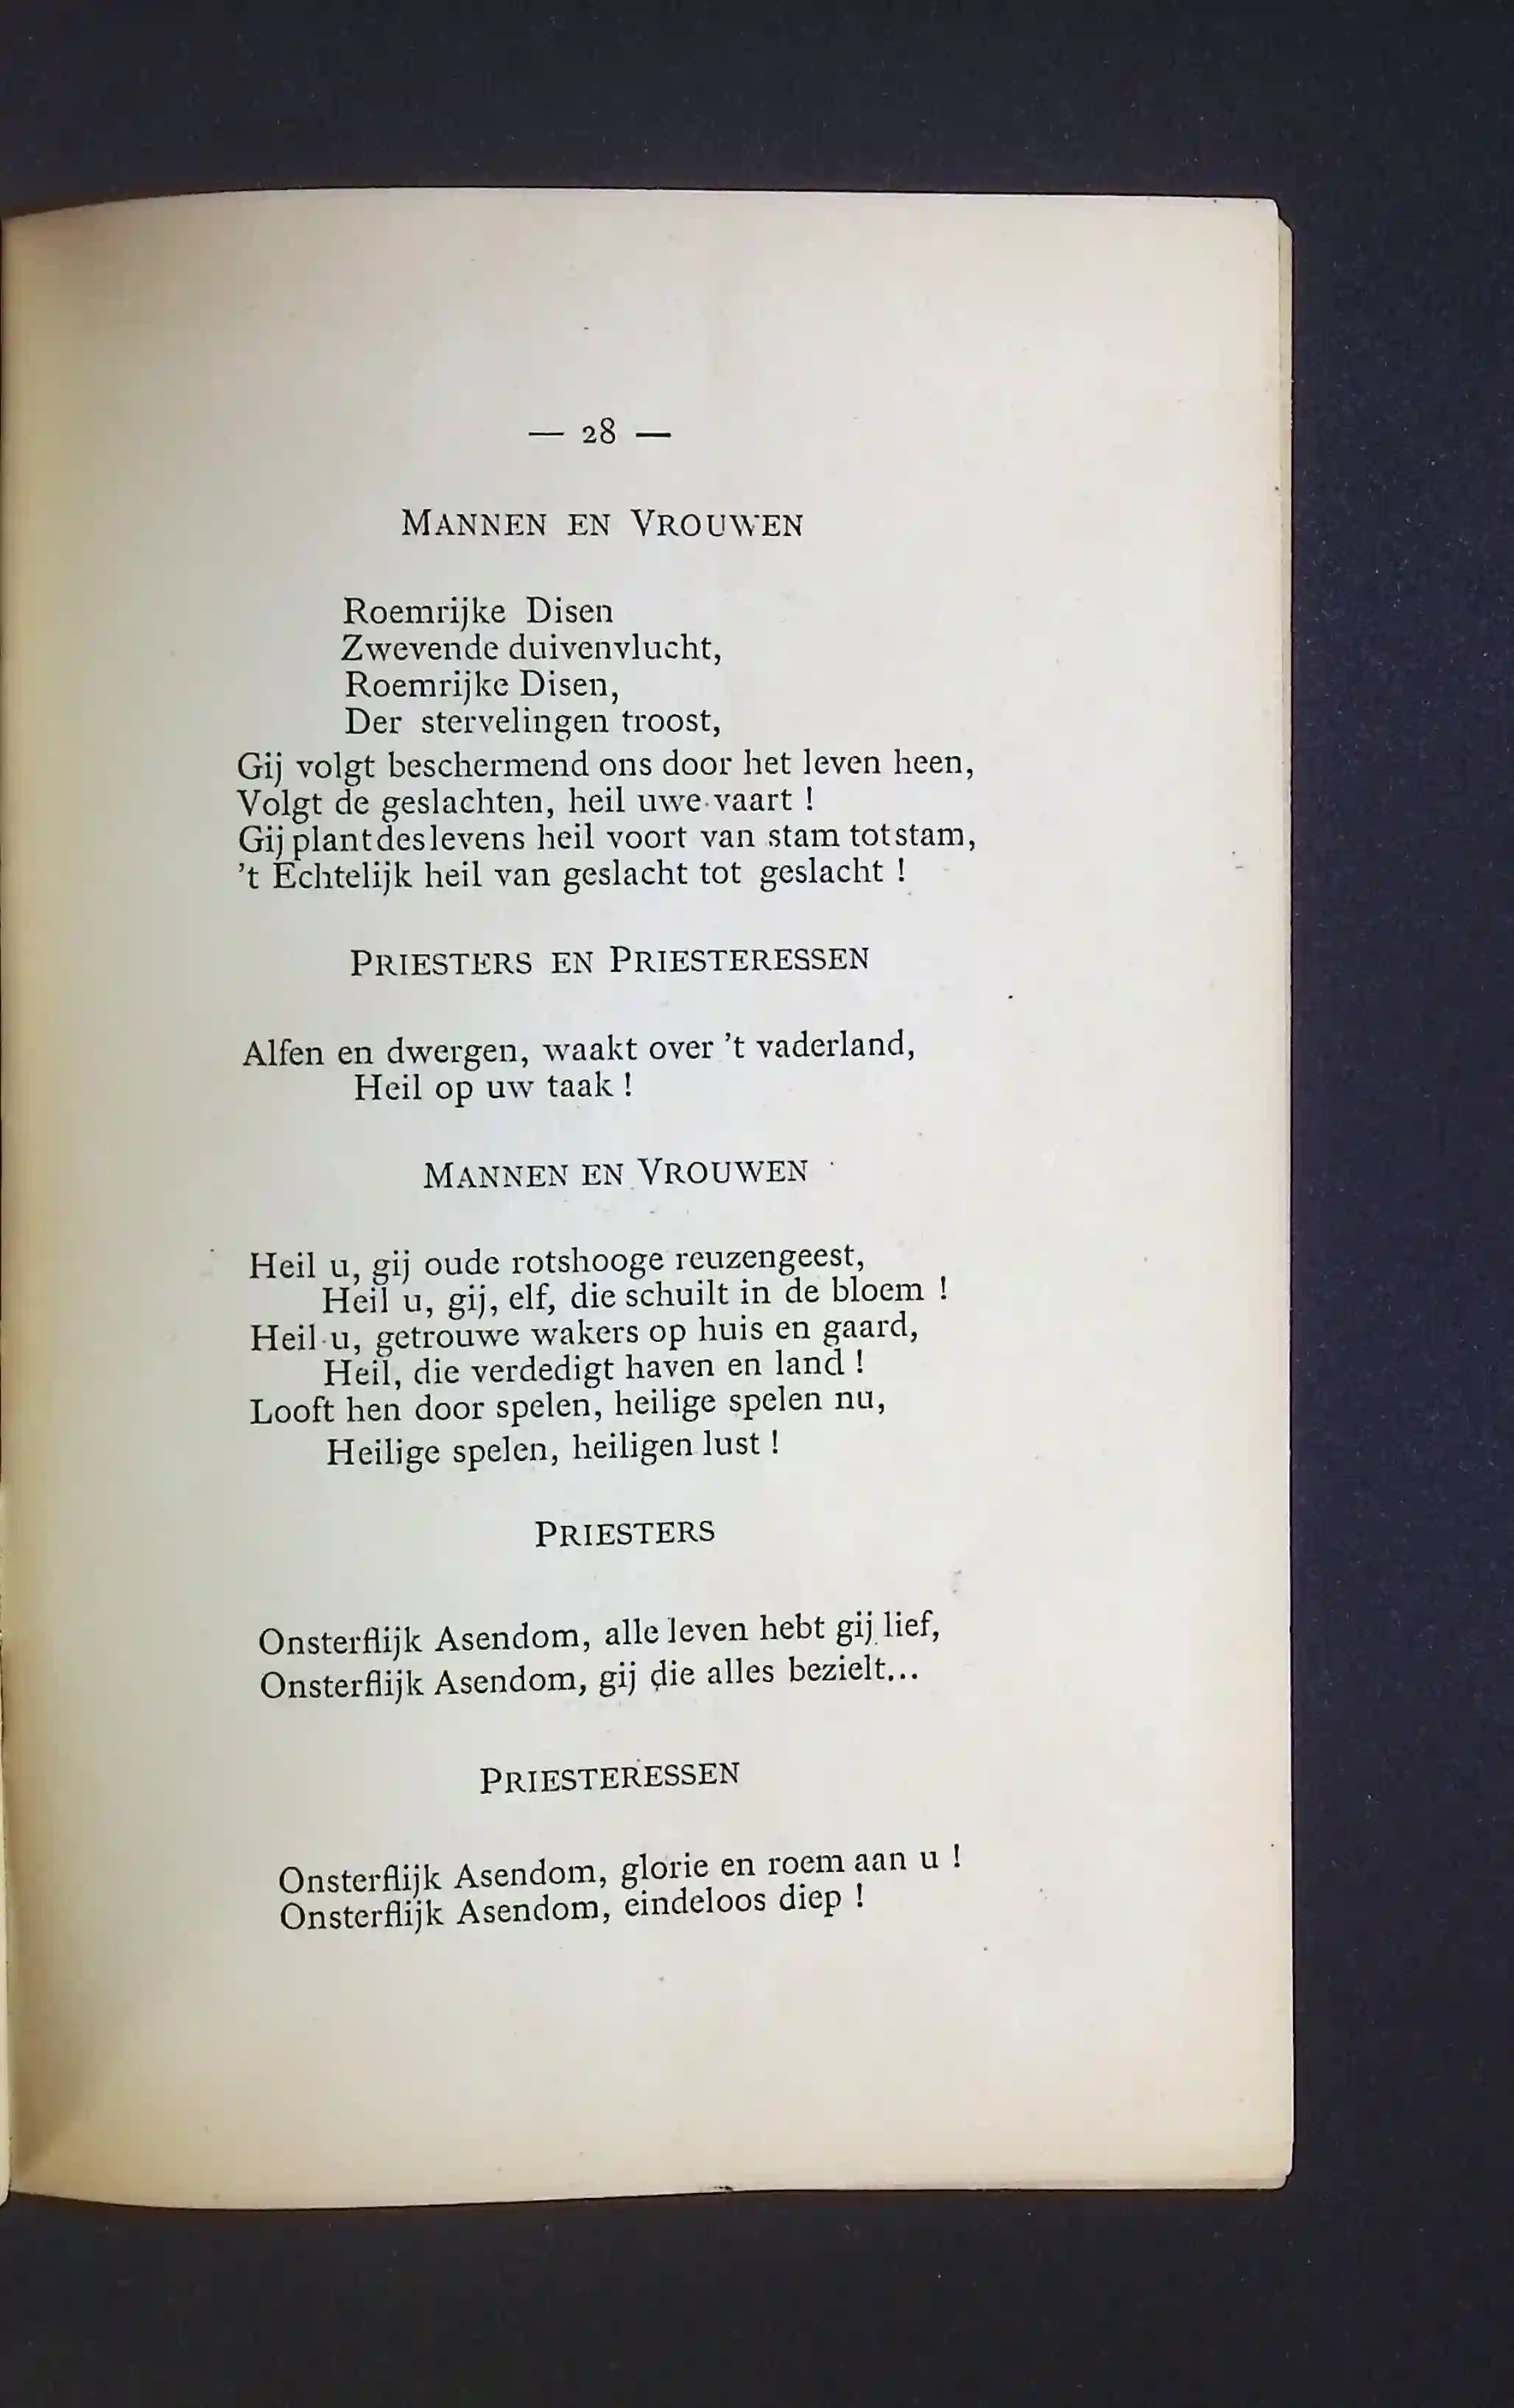 — 28 —
MANNEN EN VROUWEN
Roemrijke Disen
Zwevende duivenvlucht,
Roemrijke Disen,
Der stervelingen troost,
Gij volgt beschermend ons door het leven heen,
Volgt de geslachten, heil uwe vaart !
Gij plant des levens heil voort van stam tot stam,
't Echtelijk heil van geslacht tot geslacht !
PRIESTERS EN PRIESTERESSEN
Alfen en dwergen, waakt over 't vaderland,
Heil op uw taak !
MANNEN EN VROUWEN
Heil u, gij oude rotshooge reuzengeest,
Heil u, gij, elf, die schuilt in de bloem !
Heil u, getrouwe wakers op huis en gaard,
Heil, die verdedigt haven en land !
Looft hen door spelen, heilige spelen nu,
Heilige spelen, heiligen lust !
PRIESTERS
Onsterflijk Asendom, alle leven hebt gij lief,
Onsterflijk Asendom, gij die alles bezielt...
PRIESTERESSEN
Onsterflijk Asendom, glorie en roem aan u !
Onsterflijk Asendom, eindeloos diep !